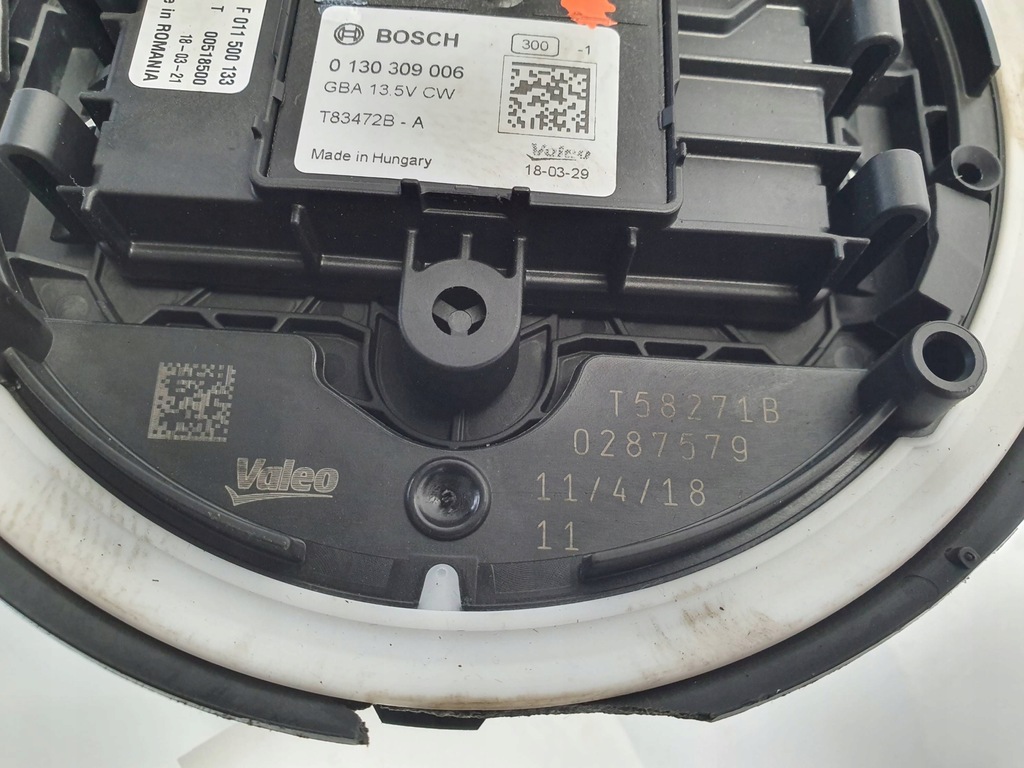 F 011 500 133
T 005T8500
18-03-21
e in ROMANIA
BOSCH
300 -1
0 130 309 006
GBA 13.5V CW
T83472B - A
Made in Hungary
Valeo
18-03-29
Valeo
T58271B
0287579
11/4/18
11